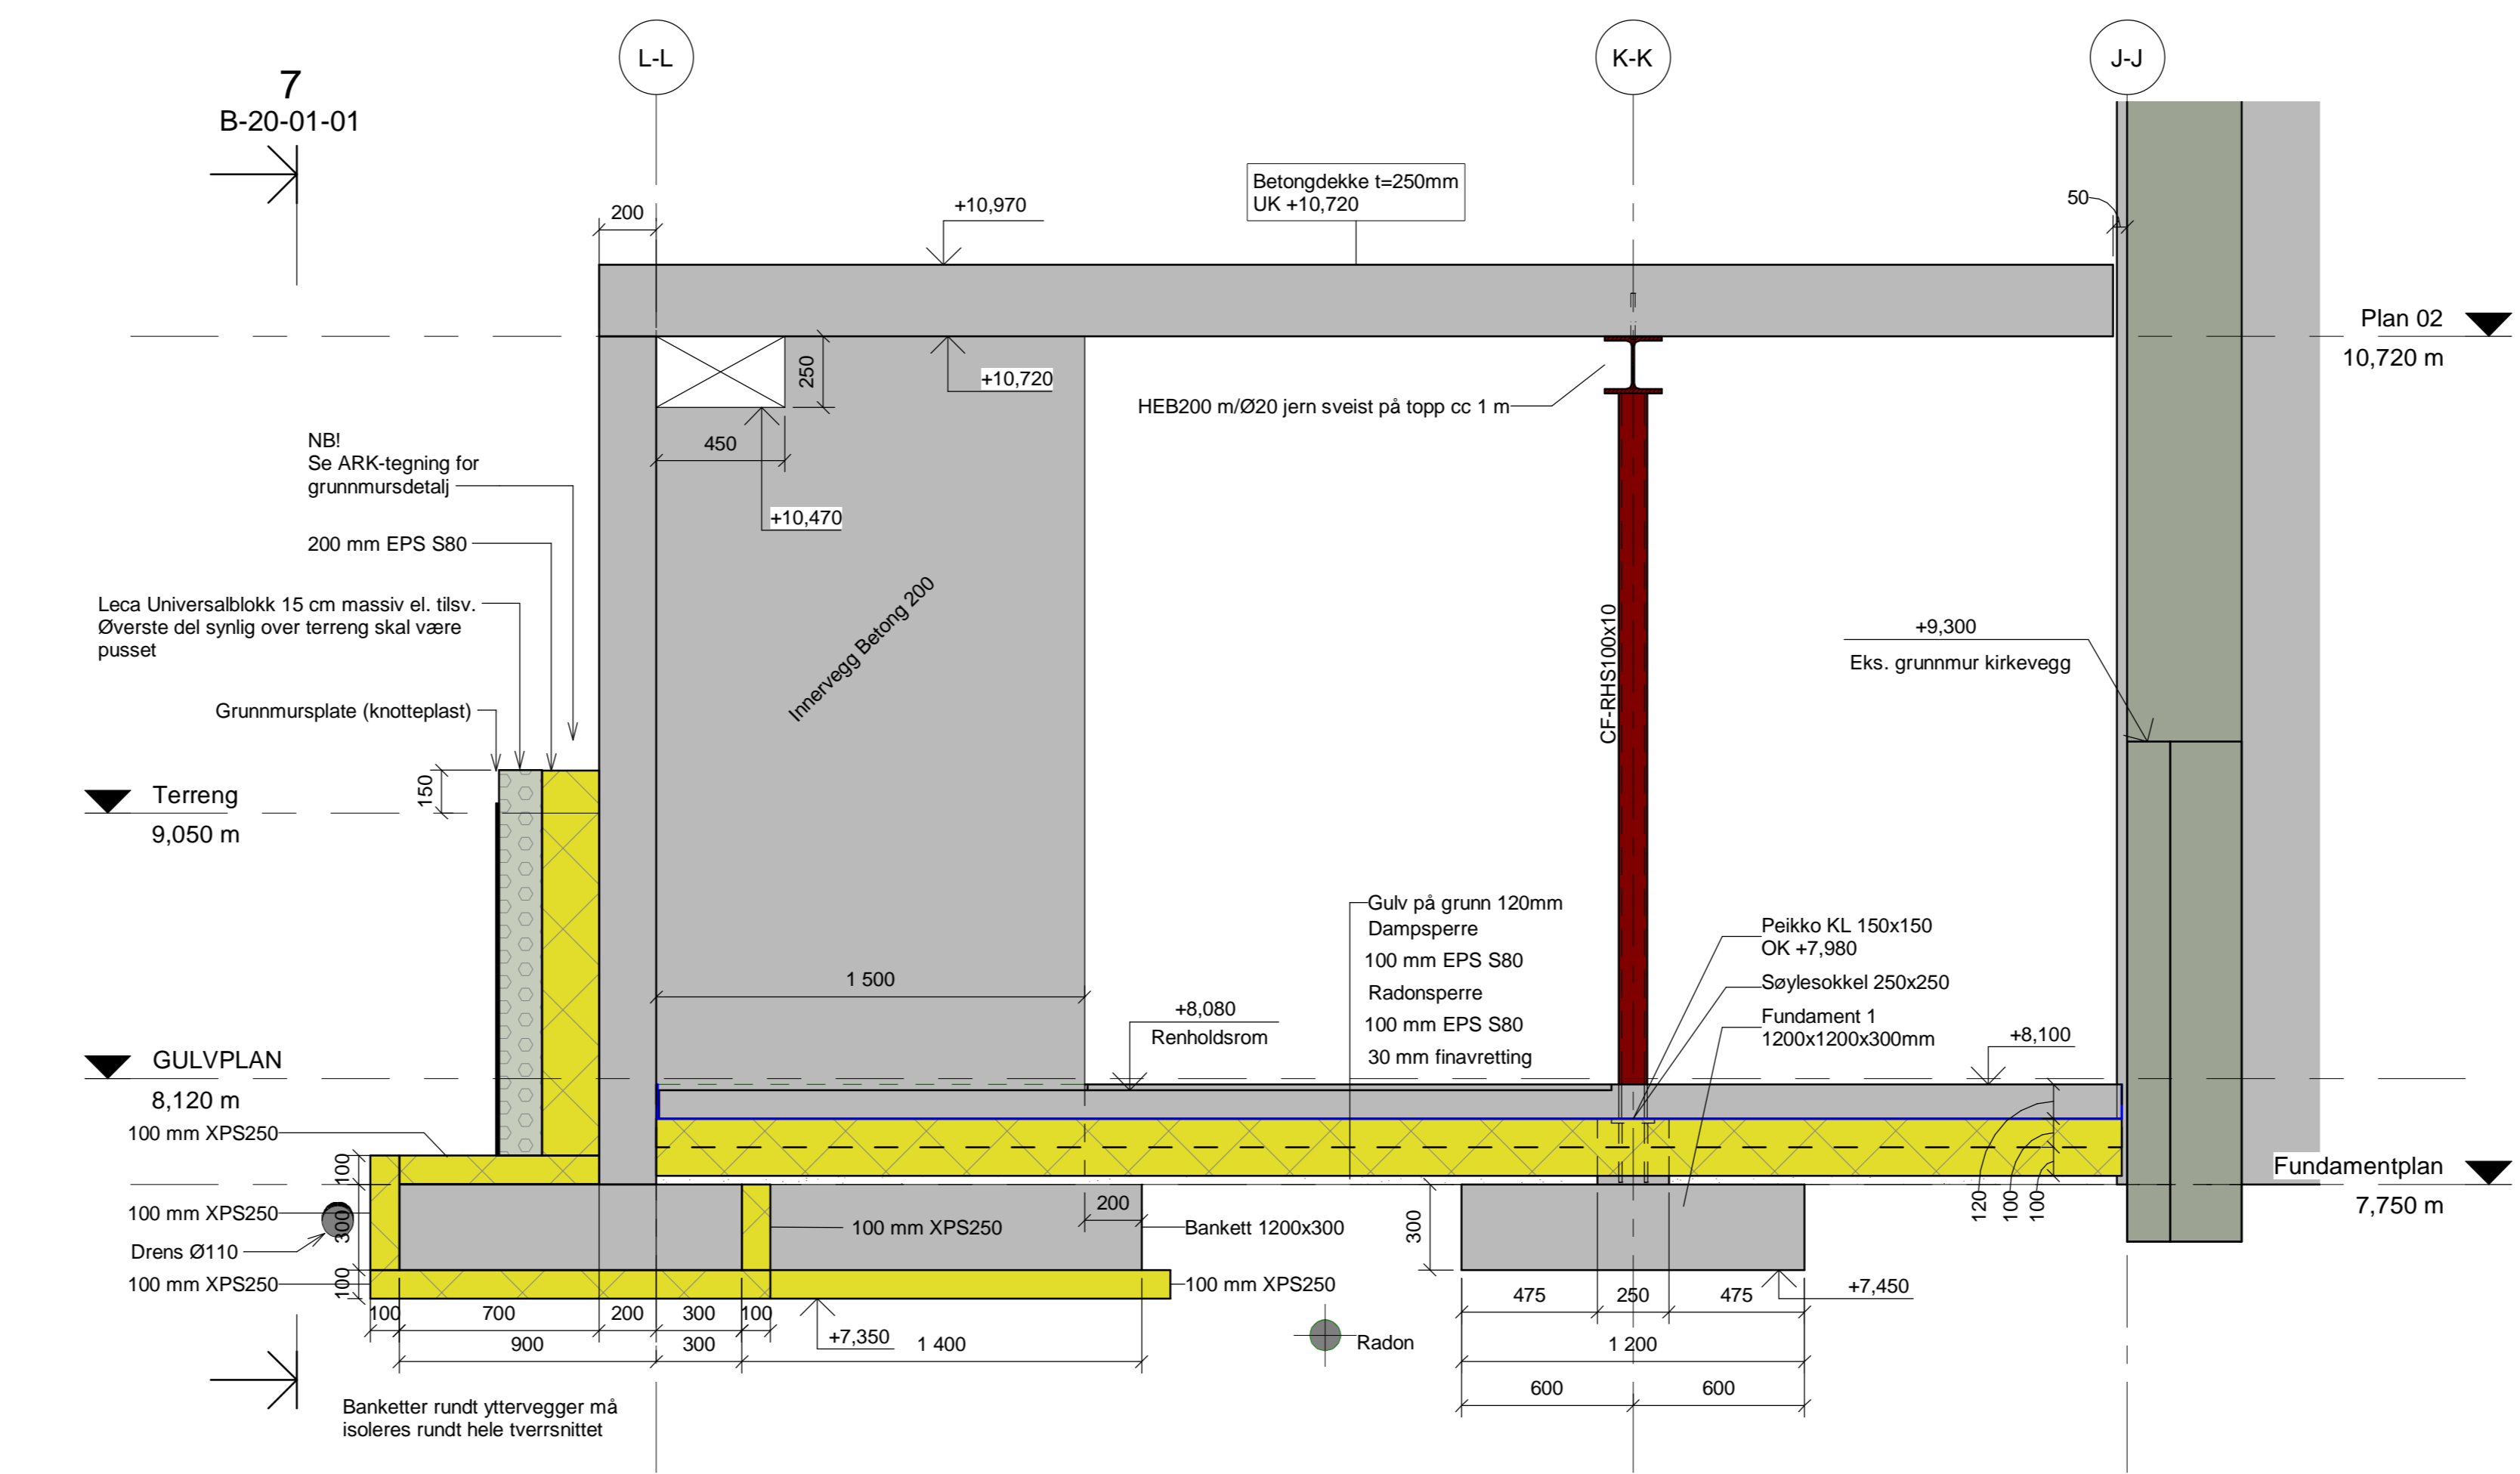 L-L
K-K
J-J
7
B-20-01-01
200
+10,970
Betongdekke t=250mm
UK +10,720
50
Plan 02
10,720 m
250
+10,720
HEB200 m/Ø20 jern sveist på topp cc 1 m
450
+10,470
NB!
Se ARK-tegning for
grunnmursdetalj
200 mm EPS S80
Leca Universalblokk 15 cm massiv el. tilsv.
Øverste del synlig over terreng skal være
pusset
Grunnmursplate (knotteplast)
Innervegg Betong 200
CF-RHS100x10
+9,300
Eks. grunnmur kirkevegg
150
Terreng
9,050 m
Gulv på grunn 120mm
Dampsperre
100 mm EPS S80
Radonsperre
100 mm EPS S80
30 mm finavretting
Peikko KL 150x150
OK +7,980
Søylesokkel 250x250
Fundament 1
1200x1200x300mm
1 500
+8,080
Renholdsrom
+8,100
GULVPLAN
8,120 m
100 mm XPS250
100
300
100
100 mm XPS250
Drens Ø110
100 mm XPS250
100 mm XPS250
200
Bankett 1200x300
100 mm XPS250
300
120
100
100
Fundamentplan
7,750 m
100
700
200
300
100
+7,350
900
300
1 400
Radon
475
250
475
+7,450
1 200
600
600
Banketter rundt yttervegger må
isoleres rundt hele tverrsnittet